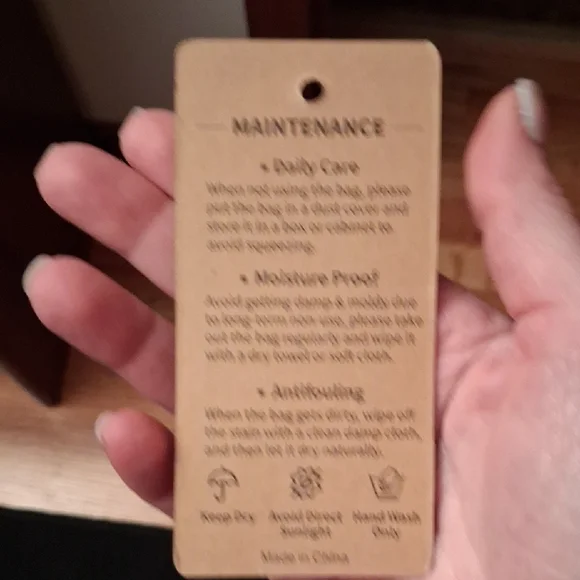 MAINTENANCE
• Daily Care
When not using the bag, please
put the bag in a dust cover and
store it in a box or cabinet to
avoid squeezing.
• Moisture Proof
Avoid getting damp & moldy due
to long-term non-use, please take
out the bag regularly and wipe it
with a dry towel or soft cloth.
• Antifouling
When the bag gets dirty, wipe off
the stain with a clean damp cloth,
and then let it dry naturally.
Keep Dry Avoid Direct Hand Wash
Sunlight Only
Made in China